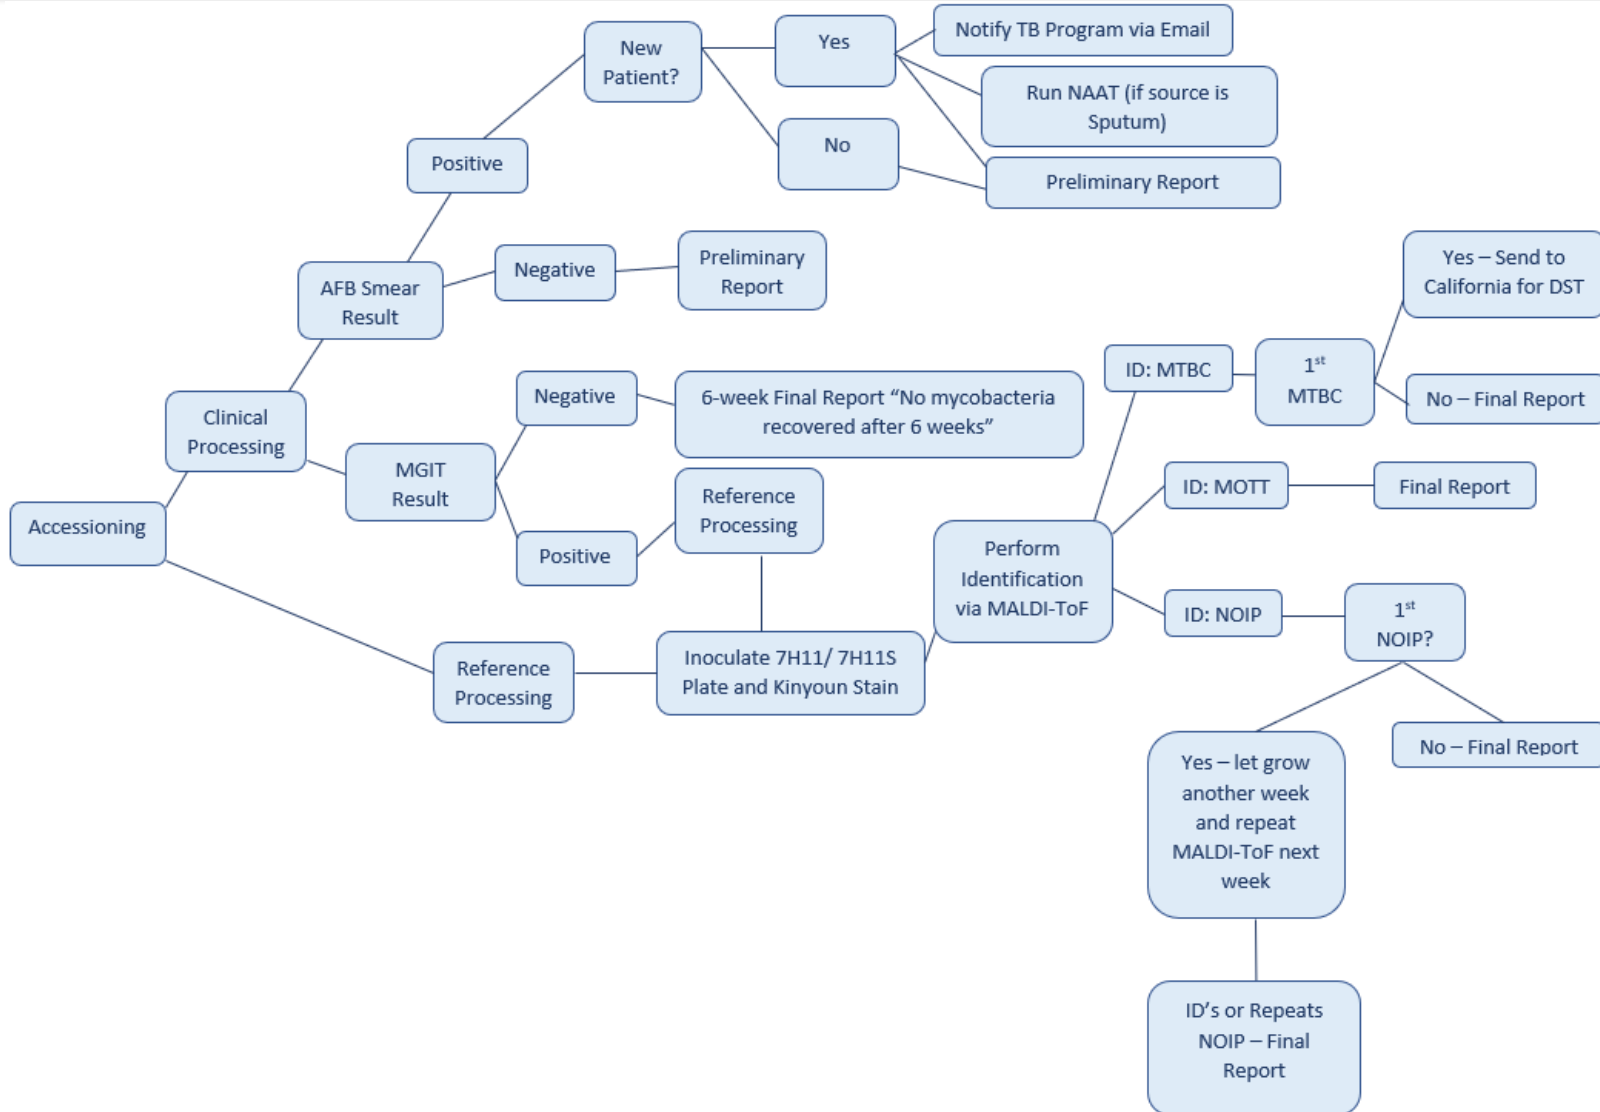 New
Patient?
Yes
Notify TB Program via Email
Run NAAT (if source is
Sputum)
No
Preliminary Report
Positive
AFB Smear
Result
Negative
Preliminary
Report
Yes – Send to
California for DST
ID: MTBC
1st
MTBC
No – Final Report
Clinical
Processing
Negative
6-week Final Report “No mycobacteria
recovered after 6 weeks”
MGIT
Result
Reference
Processing
ID: MOTT
Final Report
Accessioning
Positive
Perform
Identification
via MALDI-ToF
ID: NOIP
1st
NOIP?
Reference
Processing
Inoculate 7H11/ 7H11S
Plate and Kinyoun Stain
No – Final Report
Yes – let grow
another week
and repeat
MALDI-ToF next
week
ID’s or Repeats
NOIP – Final
Report